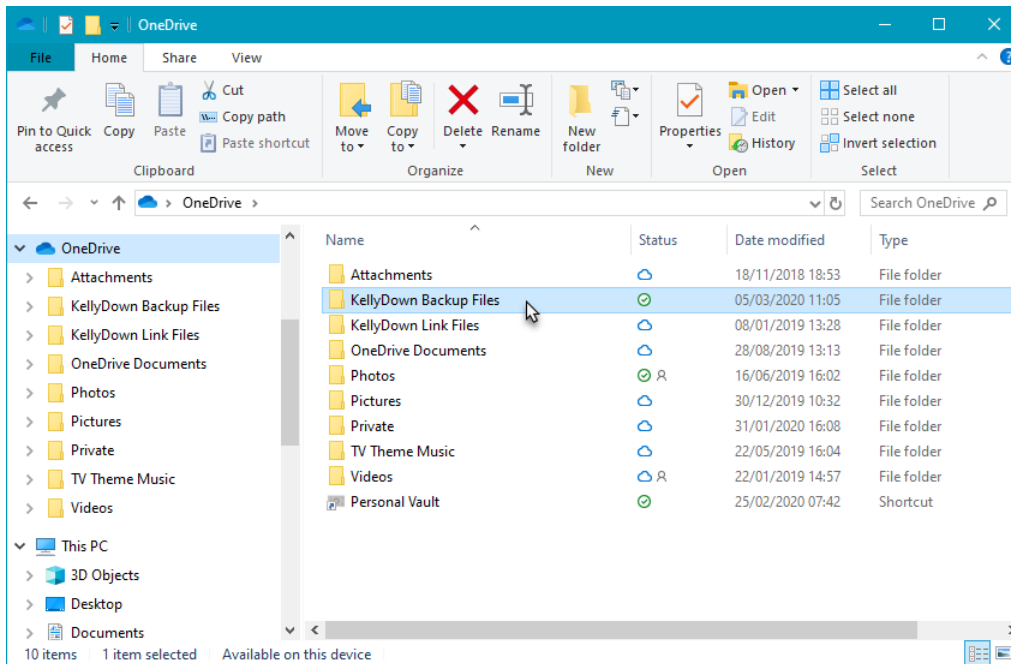 OneDrive
File Home Share View
Pin to Quick access
Copy
Paste
Cut
Copy path
Paste shortcut
Clipboard
Move to
Copy to
Delete
Rename
Organize
New folder
New
Properties
Open
Edit
History
Open
Select all
Select none
Invert selection
Select
OneDrive
Search OneDrive
OneDrive
Attachments
KellyDown Backup Files
KellyDown Link Files
OneDrive Documents
Photos
Pictures
Private
TV Theme Music
Videos
This PC
3D Objects
Desktop
Documents
Name Status Date modified Type
Attachments 18/11/2018 18:53 File folder
KellyDown Backup Files 05/03/2020 11:05 File folder
KellyDown Link Files 08/01/2019 13:28 File folder
OneDrive Documents 28/08/2019 13:13 File folder
Photos 16/06/2019 16:02 File folder
Pictures 30/12/2019 10:32 File folder
Private 31/01/2020 16:08 File folder
TV Theme Music 22/05/2019 16:04 File folder
Videos 22/01/2019 14:57 File folder
Personal Vault 25/02/2020 07:42 Shortcut
10 items 1 item selected Available on this device